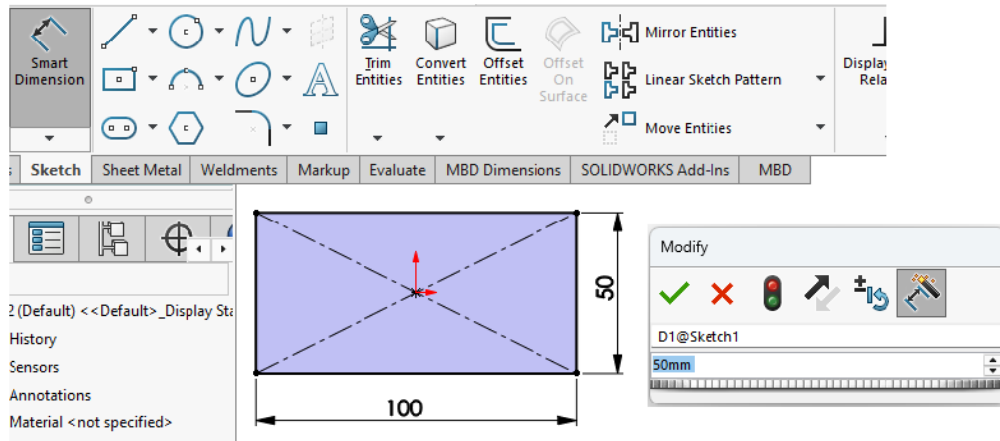 Smart
Dimension
Trim
Entities
Convert
Entities
Offset
Entities
Offset
On
Surface
Mirror Entities
Linear Sketch Pattern
Move Entities
Display
Rela
Sketch
Sheet Metal
Weldments
Markup
Evaluate
MBD Dimensions
SOLIDWORKS Add-Ins
MBD
2 (Default) <<Default>_Display Sta
History
Sensors
Annotations
Material <not specified>
50
100
Modify
D1@Sketch1
50mm